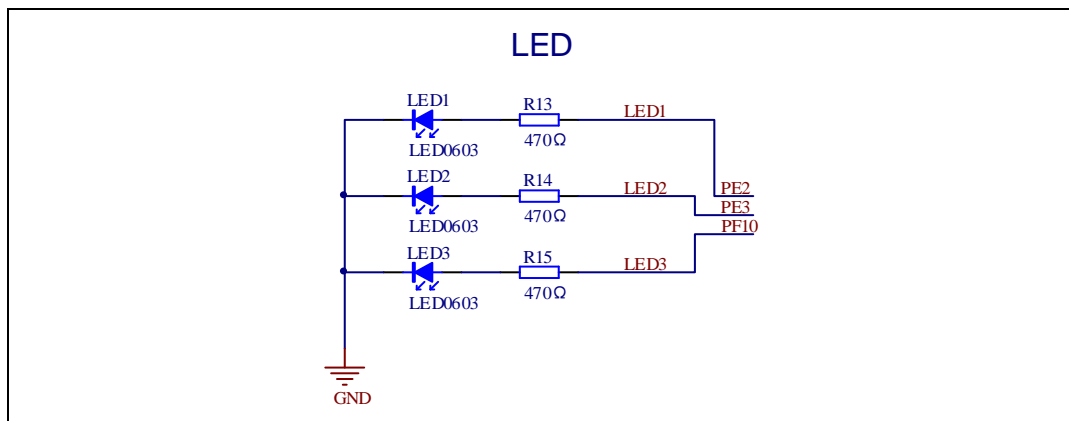 LED
LED1
R13
LED1
470Ω
LED0603
LED2
R14
LED2
PE2
470Ω
PE3
LED0603
PF10
LED3
R15
LED3
470Ω
LED0603
GND